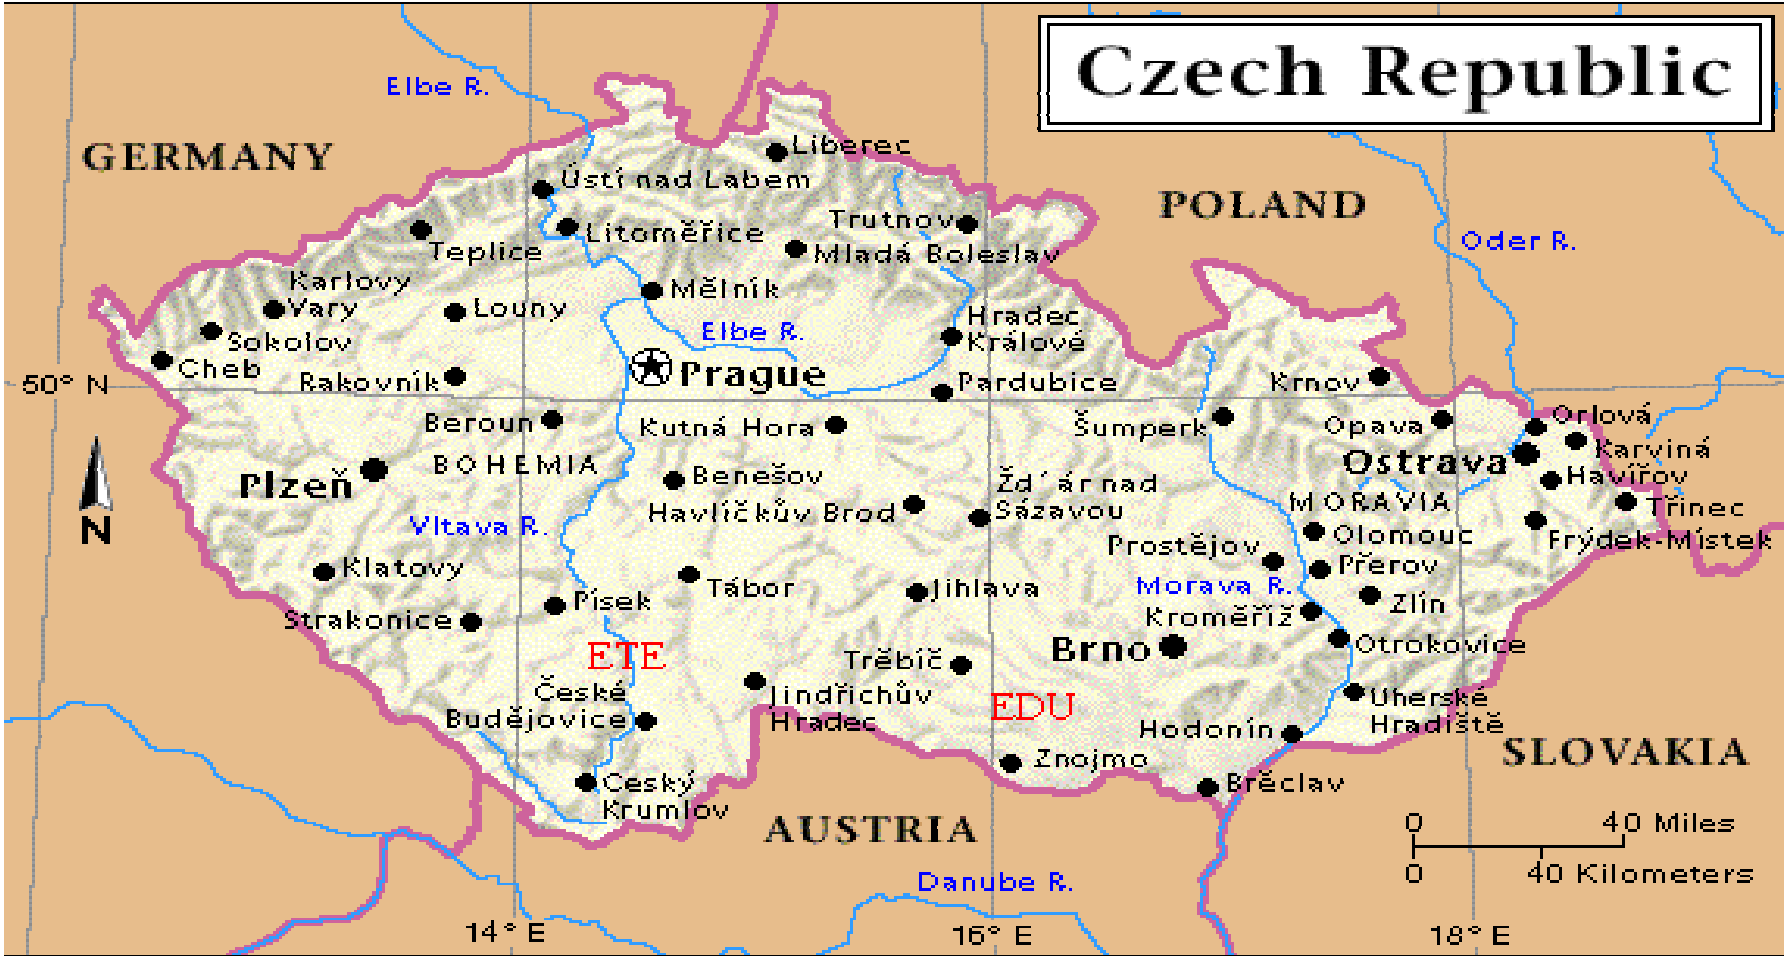 Czech Republic
Elbe R.
GERMANY
Liberec
Ústí nad Labem
POLAND
Trutnov
Litoměřice
Oder R.
Teplice
Mladá Boleslav
Karlovy
Vary
Mělník
Louny
Hradec
Králové
Elbe R.
Sokolov
Cheb
Prague
50° N
Rakovník
Pardubice
Krnov
Orlová
Beroun
Kutná Hora
Šumperk
Opava
Karviná
BOHEMIA
Ostrava
Plzeň
Benešov
Havířov
Žd´ár nad
Sázavou
MORAVIA
Havlíčkův Brod
Třinec
N
Vltava R.
Olomouc
Frýdek-Místek
Prostějov
Klatovy
Přerov
Tábor
Jihlava
Morava R.
Písek
Zlín
Strakonice
Kroměříž
Otrokovice
ETE
Brno
Trěbíč
České
Budějovice
Jindřichův
Hradec
EDU
Uherské
Hradiště
Hodonín
SLOVAKIA
Znojmo
Brěclav
Ceský
Krumlov
AUSTRIA
0 40 Miles
0 40 Kilometers
Danube R.
14° E
16° E
18° E